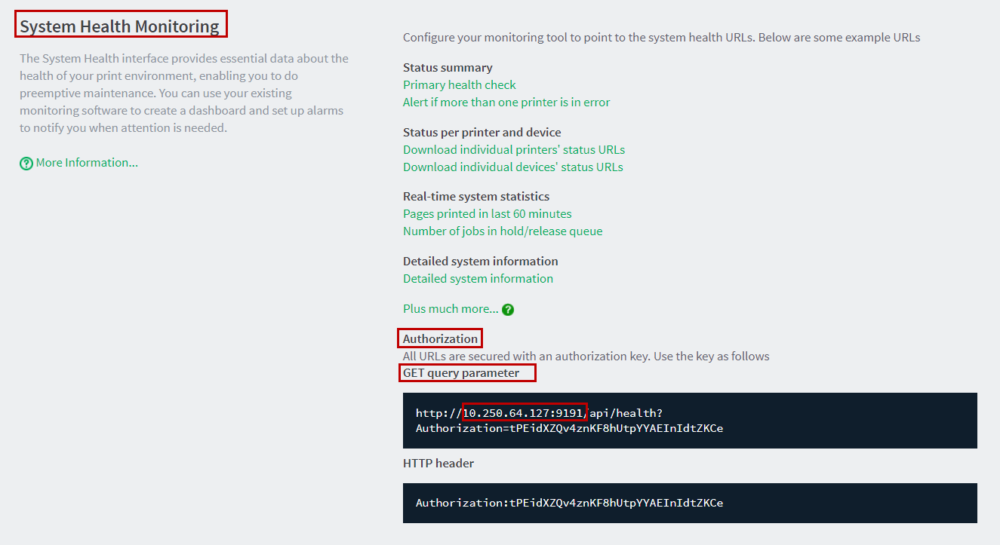 System Health Monitoring
The System Health interface provides essential data about the
health of your print environment, enabling you to do
preemptive maintenance. You can use your existing
monitoring software to create a dashboard and set up alarms
to notify you when attention is needed.
? More Information...
Configure your monitoring tool to point to the system health URLs. Below are some example URLs
Status summary
Primary health check
Alert if more than one printer is in error
Status per printer and device
Download individual printers' status URLs
Download individual devices' status URLs
Real-time system statistics
Pages printed in last 60 minutes
Number of jobs in hold/release queue
Detailed system information
Detailed system information
Plus much more... ?
Authorization
All URLs are secured with an authorization key. Use the key as follows
GET query parameter
http://10.250.64.127:9191/api/health?
Authorization=tPEidXZQv4znKF8hUtpYYAEInIdtZKCe
HTTP header
Authorization:tPEidXZQv4znKF8hUtpYYAEInIdtZKCe